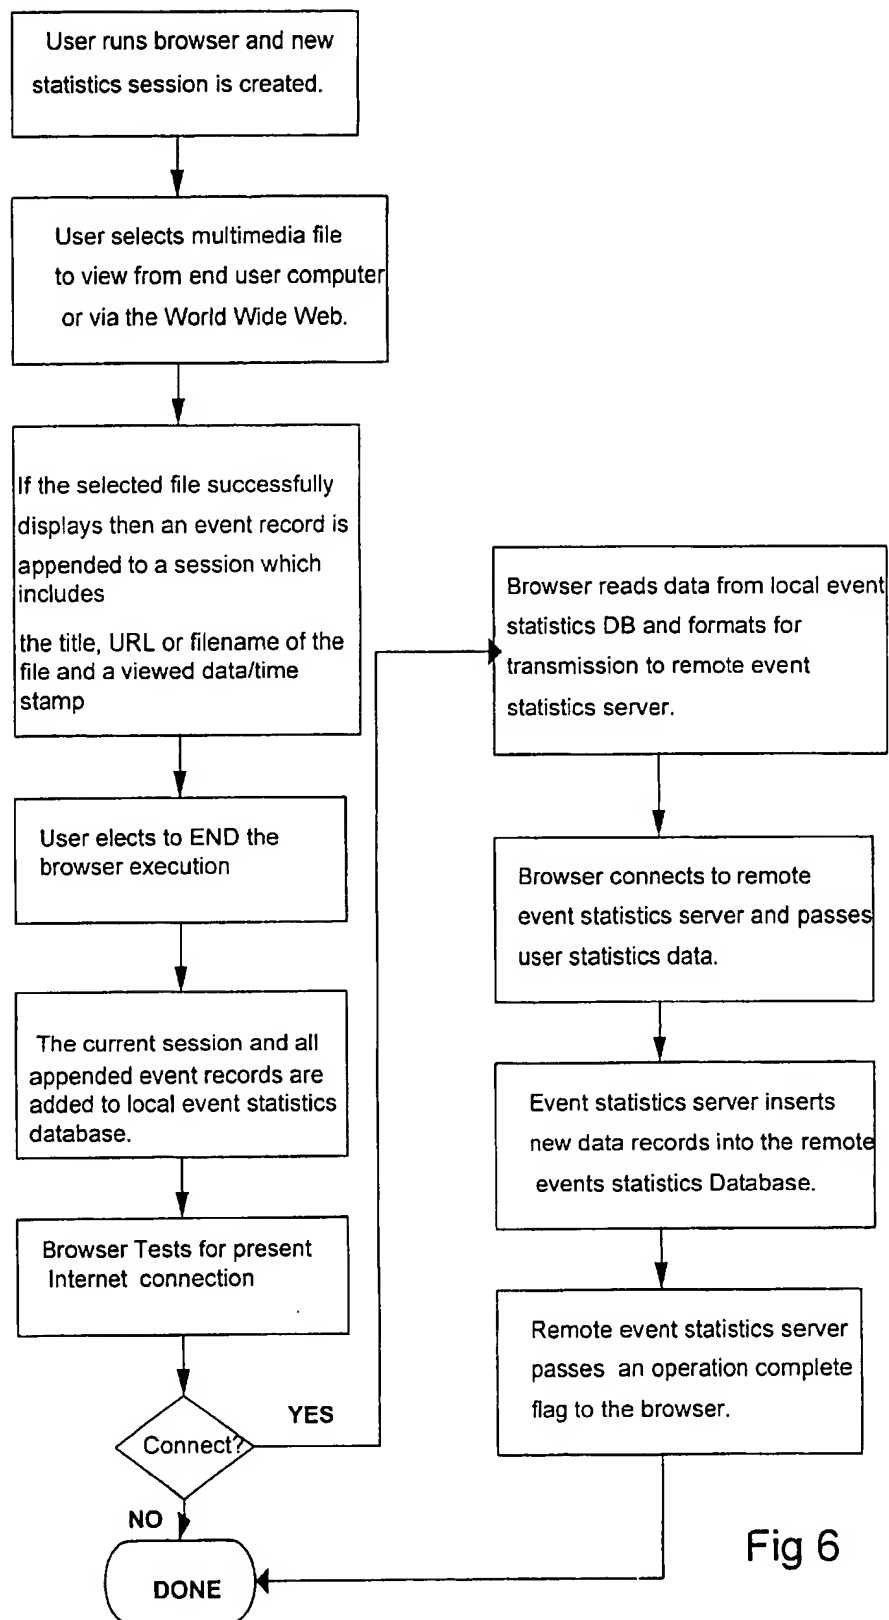 User runs browser and new
statistics session is created.
User selects multimedia file
to view from end user computer
or via the World Wide Web.
If the selected file successfully
displays then an event record is
appended to a session which
includes
the title, URL or filename of the
file and a viewed data/time
stamp
User elects to END the
browser execution
The current session and all
appended event records are
added to local event statistics
database.
Browser Tests for present
Internet connection
Connect?
YES
NO
DONE
Browser reads data from local event
statistics DB and formats for
transmission to remote event
statistics server.
Browser connects to remote
event statistics server and passes
user statistics data.
Event statistics server inserts
new data records into the remote
events statistics Database.
Remote event statistics server
passes an operation complete
flag to the browser.
Fig 6